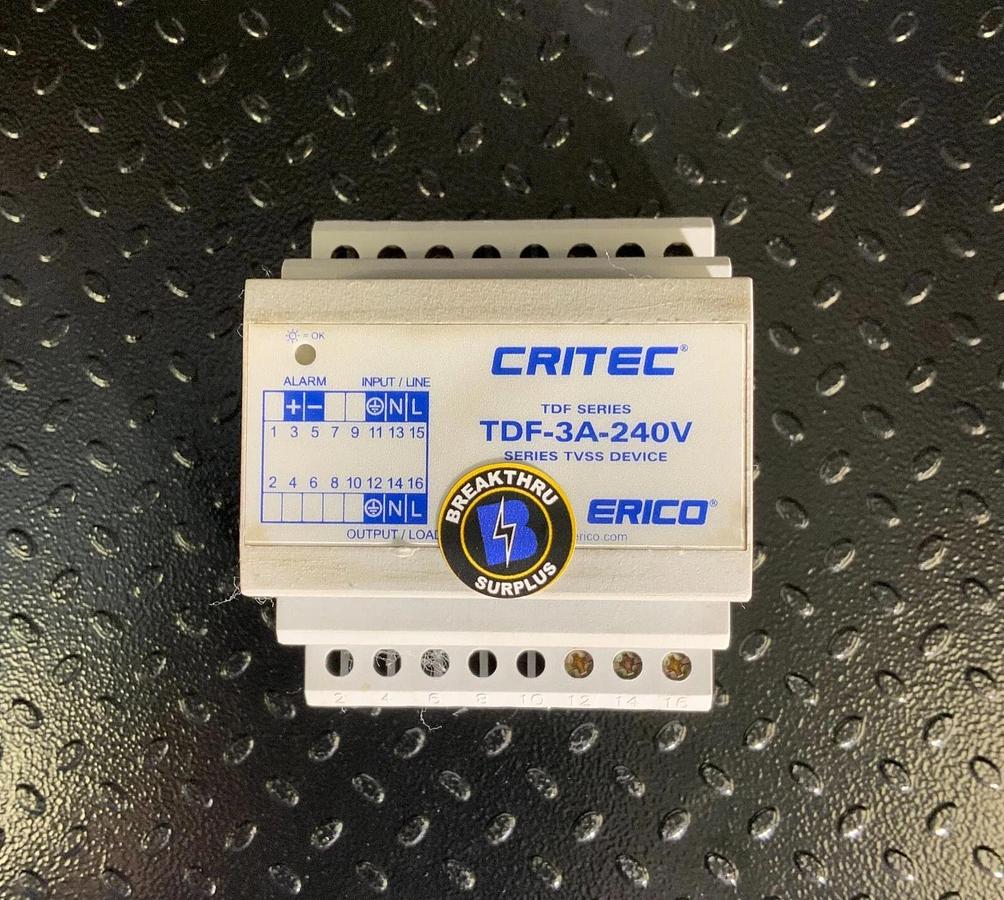 = OK
ALARM INPUT / LINE
+ − N L
1 3 5 7 9 11 13 15
2 4 6 8 10 12 14 16
N L
OUTPUT / LOAD
CRITEC®
TDF SERIES
TDF-3A-240V
SERIES TVSS DEVICE
ERICO®
erico.com
BREAKTHRU
B
SURPLUS
2 4 6 8 10 12 14 16